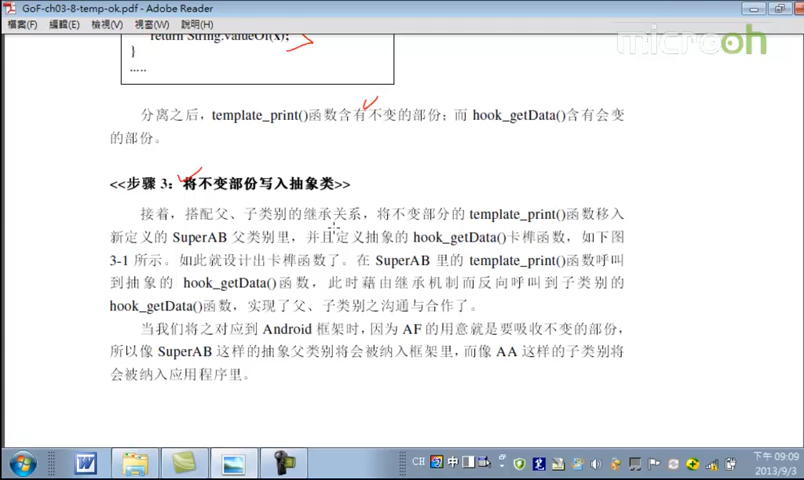 GoF-ch03-8-temp-ok.pdf - Adobe Reader
檔案(F) 編輯(E) 檢視(V) 視窗(W) 說明(H)
microoh
return String.valueOf(x);
}
.....
分离之后，template_print()函数含有不变的部份；而 hook_getData()含有会变
的部份。
<<步骤 3：将不变部份写入抽象类>>
接着，搭配父、子类别的继承关系，将不变部分的 template_print()函数移入
新定义的 SuperAB 父类别里，并且定义抽象的 hook_getData()卡榫函数，如下图
3-1 所示。如此就设计出卡榫函数了。在 SuperAB 里的 template_print()函数呼叫
到抽象的 hook_getData()函数，此时藉由继承机制而反向呼叫到子类别的
hook_getData()函数，实现了父、子类别之沟通与合作了。
当我们将之对应到 Android 框架时，因为 AF 的用意就是要吸收不变的部份，
所以像 SuperAB 这样的抽象父类别将会被纳入框架里，而像 AA 这样的子类别将
会被纳入应用程序里。
CH 中
下午 09:09
2013/9/3